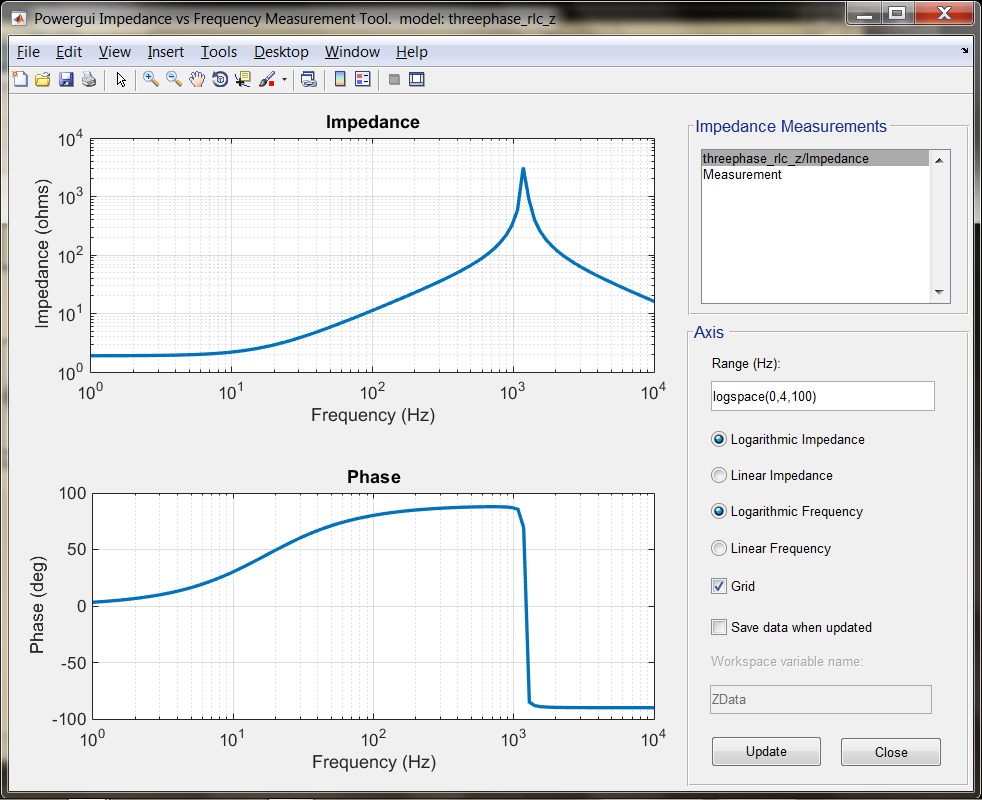 Powergui Impedance vs Frequency Measurement Tool. model: threephase_rlc_z
File Edit View Insert Tools Desktop Window Help
Impedance
10^4
10^3
10^2
10^1
10^0
Impedance (ohms)
10^0 10^1 10^2 10^3 10^4
Frequency (Hz)
Phase
100
50
0
-50
-100
Phase (deg)
10^0 10^1 10^2 10^3 10^4
Frequency (Hz)
Impedance Measurements
threephase_rlc_z/Impedance
Measurement
Axis
Range (Hz):
logspace(0,4,100)
Logarithmic Impedance
Linear Impedance
Logarithmic Frequency
Linear Frequency
Grid
Save data when updated
Workspace variable name:
ZData
Update Close